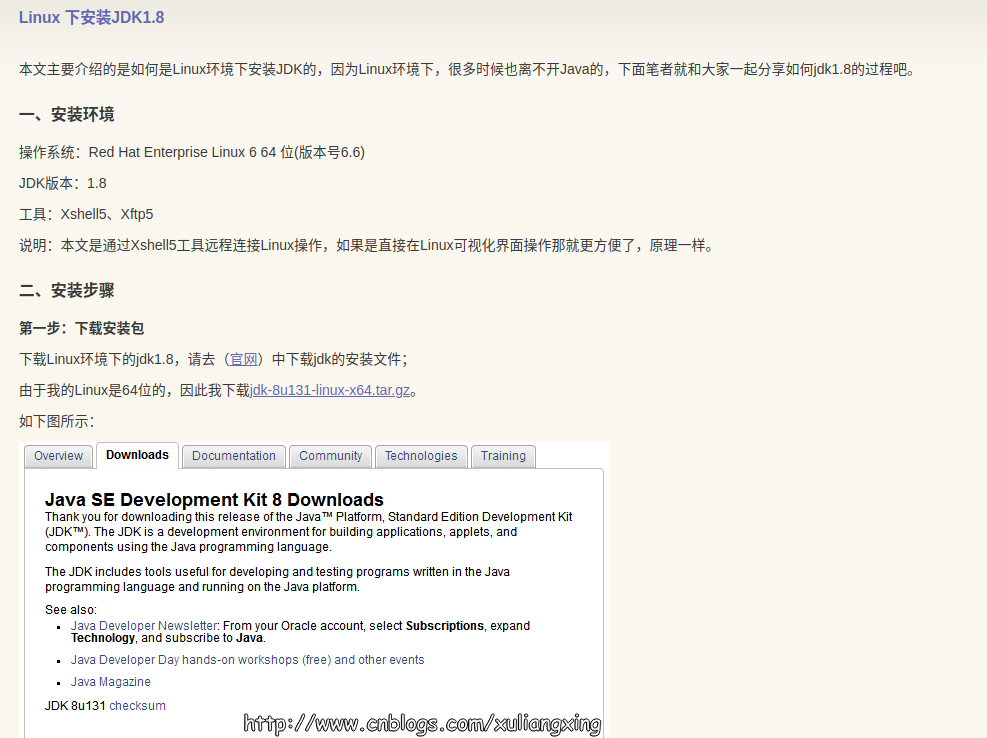 Linux 下安装JDK1.8
本文主要介绍的是如何是Linux环境下安装JDK的，因为Linux环境下，很多时候也离不开Java的，下面笔者就和大家一起分享如何jdk1.8的过程吧。
一、安装环境
操作系统：Red Hat Enterprise Linux 6 64 位(版本号6.6)
JDK版本：1.8
工具：Xshell5、Xftp5
说明：本文是通过Xshell5工具远程连接Linux操作，如果是直接在Linux可视化界面操作那就更方便了，原理一样。
二、安装步骤
第一步：下载安装包
下载Linux环境下的jdk1.8，请去（官网）中下载jdk的安装文件；
由于我的Linux是64位的，因此我下载jdk-8u131-linux-x64.tar.gz。
如下图所示：
Overview Downloads Documentation Community Technologies Training
Java SE Development Kit 8 Downloads
Thank you for downloading this release of the Java™ Platform, Standard Edition Development Kit
(JDK™). The JDK is a development environment for building applications, applets, and
components using the Java programming language.
The JDK includes tools useful for developing and testing programs written in the Java
programming language and running on the Java platform.
See also:
Java Developer Newsletter: From your Oracle account, select Subscriptions, expand
Technology, and subscribe to Java.
Java Developer Day hands-on workshops (free) and other events
Java Magazine
JDK 8u131 checksum
http://www.cnblogs.com/xuliangxing